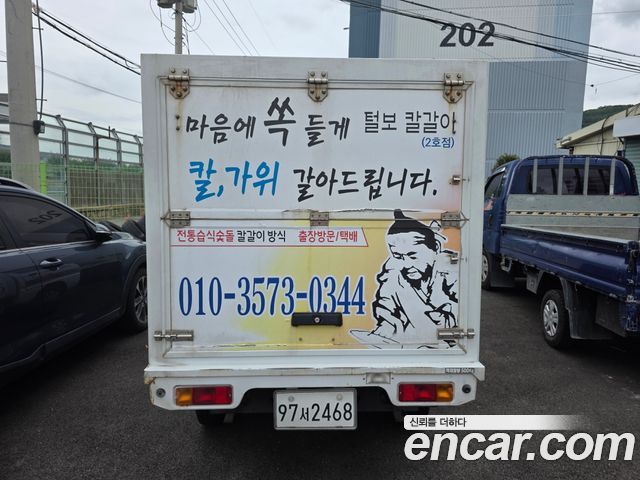 202
마음에 쏙 들게 털보 칼갈아
(2호점)
칼,가위 갈아드립니다.
전통습식숫돌 칼갈이 방식 출장방문/택배
010-3573-0344
97서2468
신뢰를 더하다
encar.com